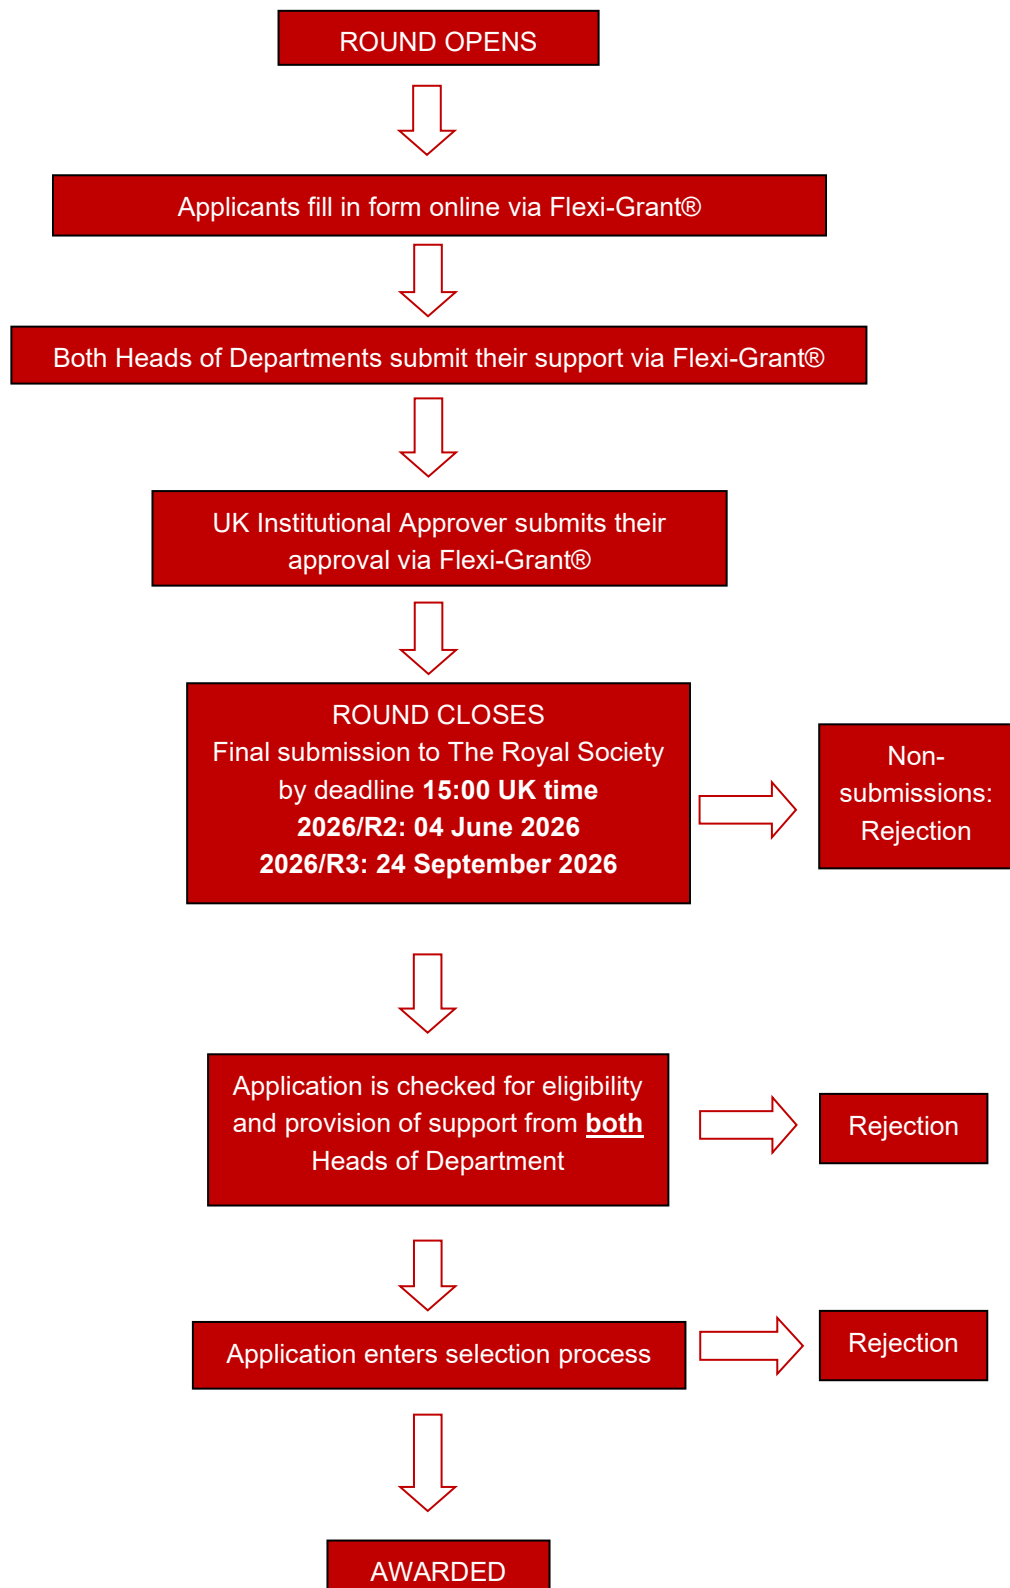 ROUND OPENS
Applicants fill in form online via Flexi-Grant®
Both Heads of Departments submit their support via Flexi-Grant®
UK Institutional Approver submits their
approval via Flexi-Grant®
ROUND CLOSES
Final submission to The Royal Society
by deadline 15:00 UK time
2026/R2: 04 June 2026
2026/R3: 24 September 2026
Non-
submissions:
Rejection
Application is checked for eligibility
and provision of support from both
Heads of Department
Rejection
Application enters selection process
Rejection
AWARDED